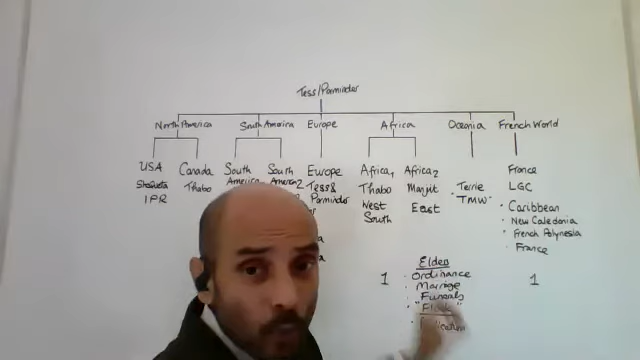 Tess/Parminder
North America
South America
Europe
Africa
Oceania
French World
USA
IPR
Canada
Thabo
South
America
South
America 2
Europe
Tess &
Parminder
Africa 1
Thabo
West
South
Africa 2
Manjit
East
Terrie
"TMW"
France
LGC
• Caribbean
• New Caledonia
• French Polynesia
• France
1
Elder
• Ordinance
• Marriage
• Funerals
1